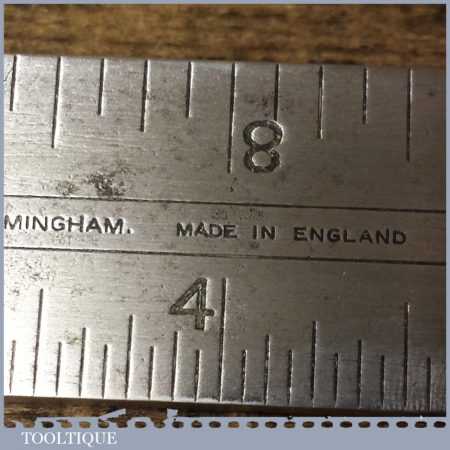 8
MINGHAM. MADE IN ENGLAND
4
TOOLTIQUE